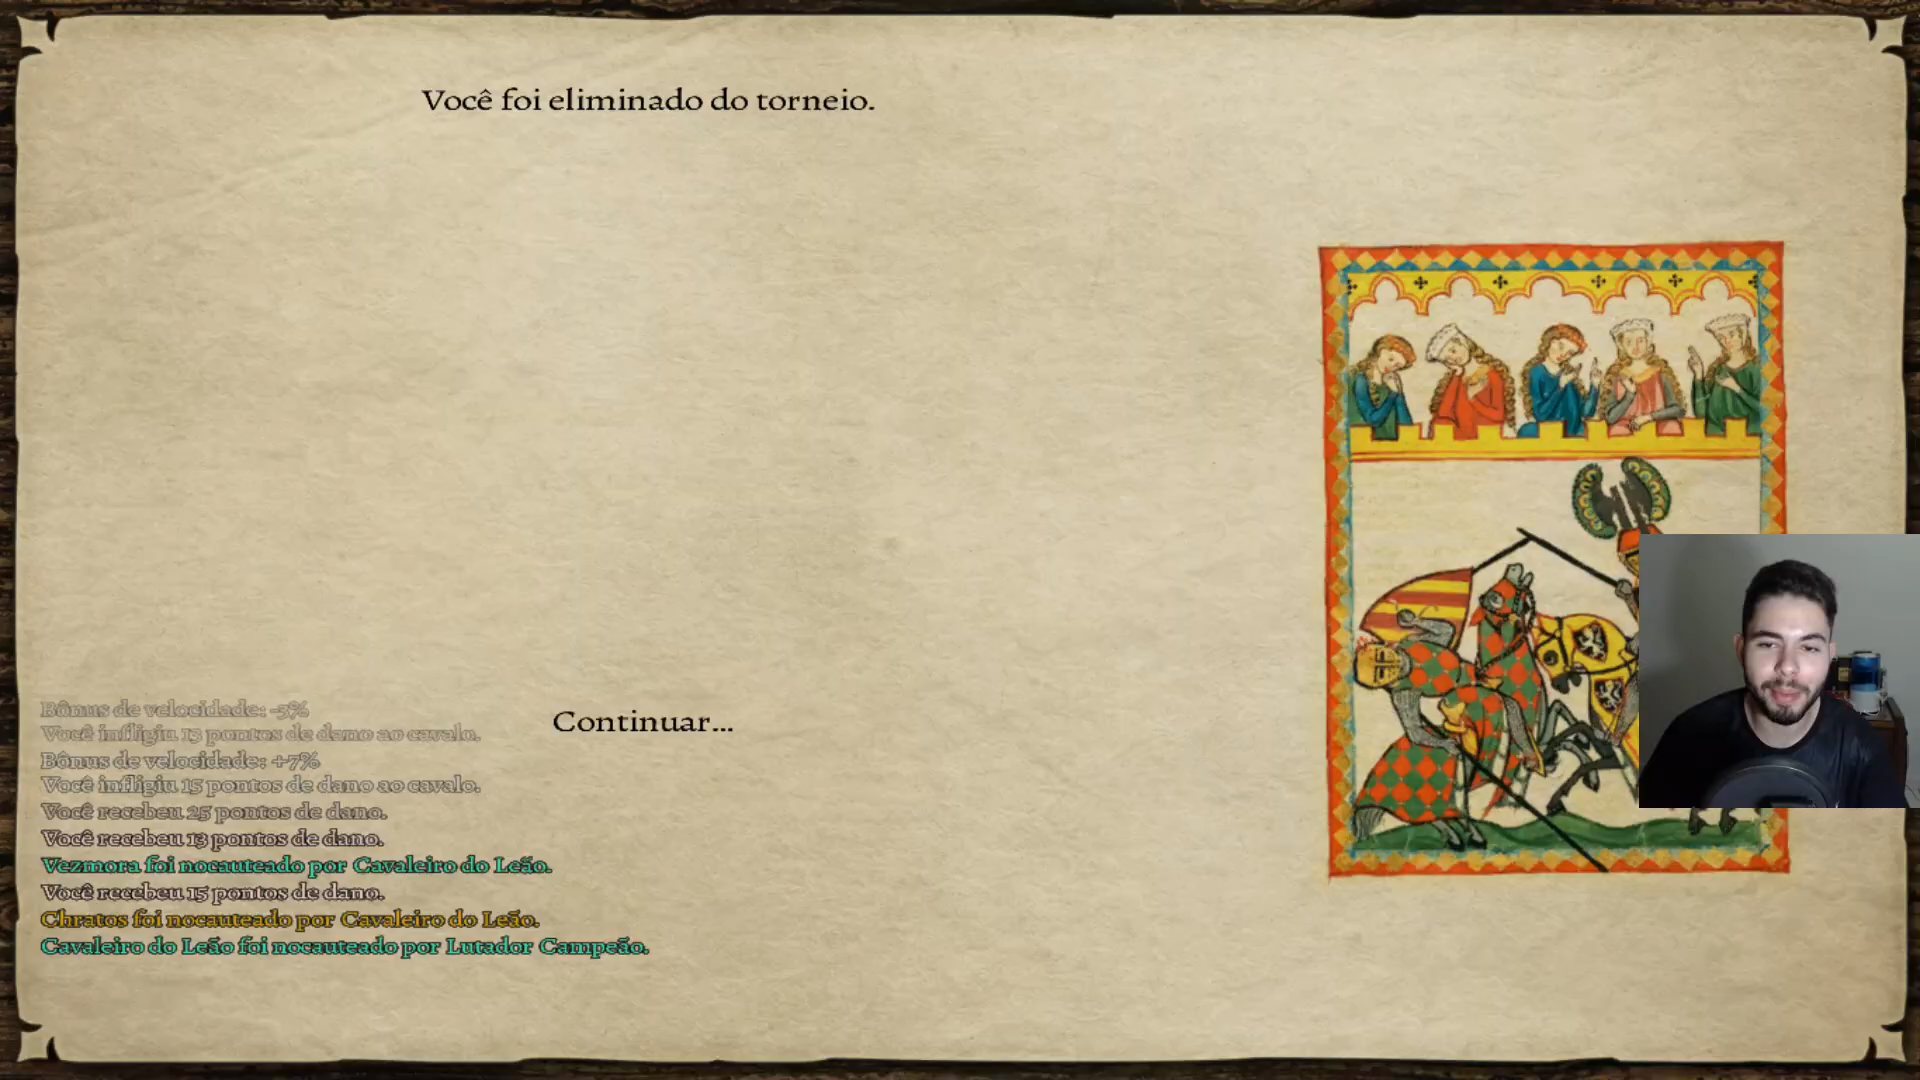 Você foi eliminado do torneio.
Continuar...
Bônus de velocidade: -3%
Você infligiu 13 pontos de dano ao cavalo.
Bônus de velocidade: +7%
Você infligiu 15 pontos de dano ao cavalo.
Você recebeu 25 pontos de dano.
Você recebeu 13 pontos de dano.
Vezmora foi nocauteado por Cavaleiro do Leão.
Você recebeu 15 pontos de dano.
Chratos foi nocauteado por Cavaleiro do Leão.
Cavaleiro do Leão foi nocauteado por Lutador Campeão.